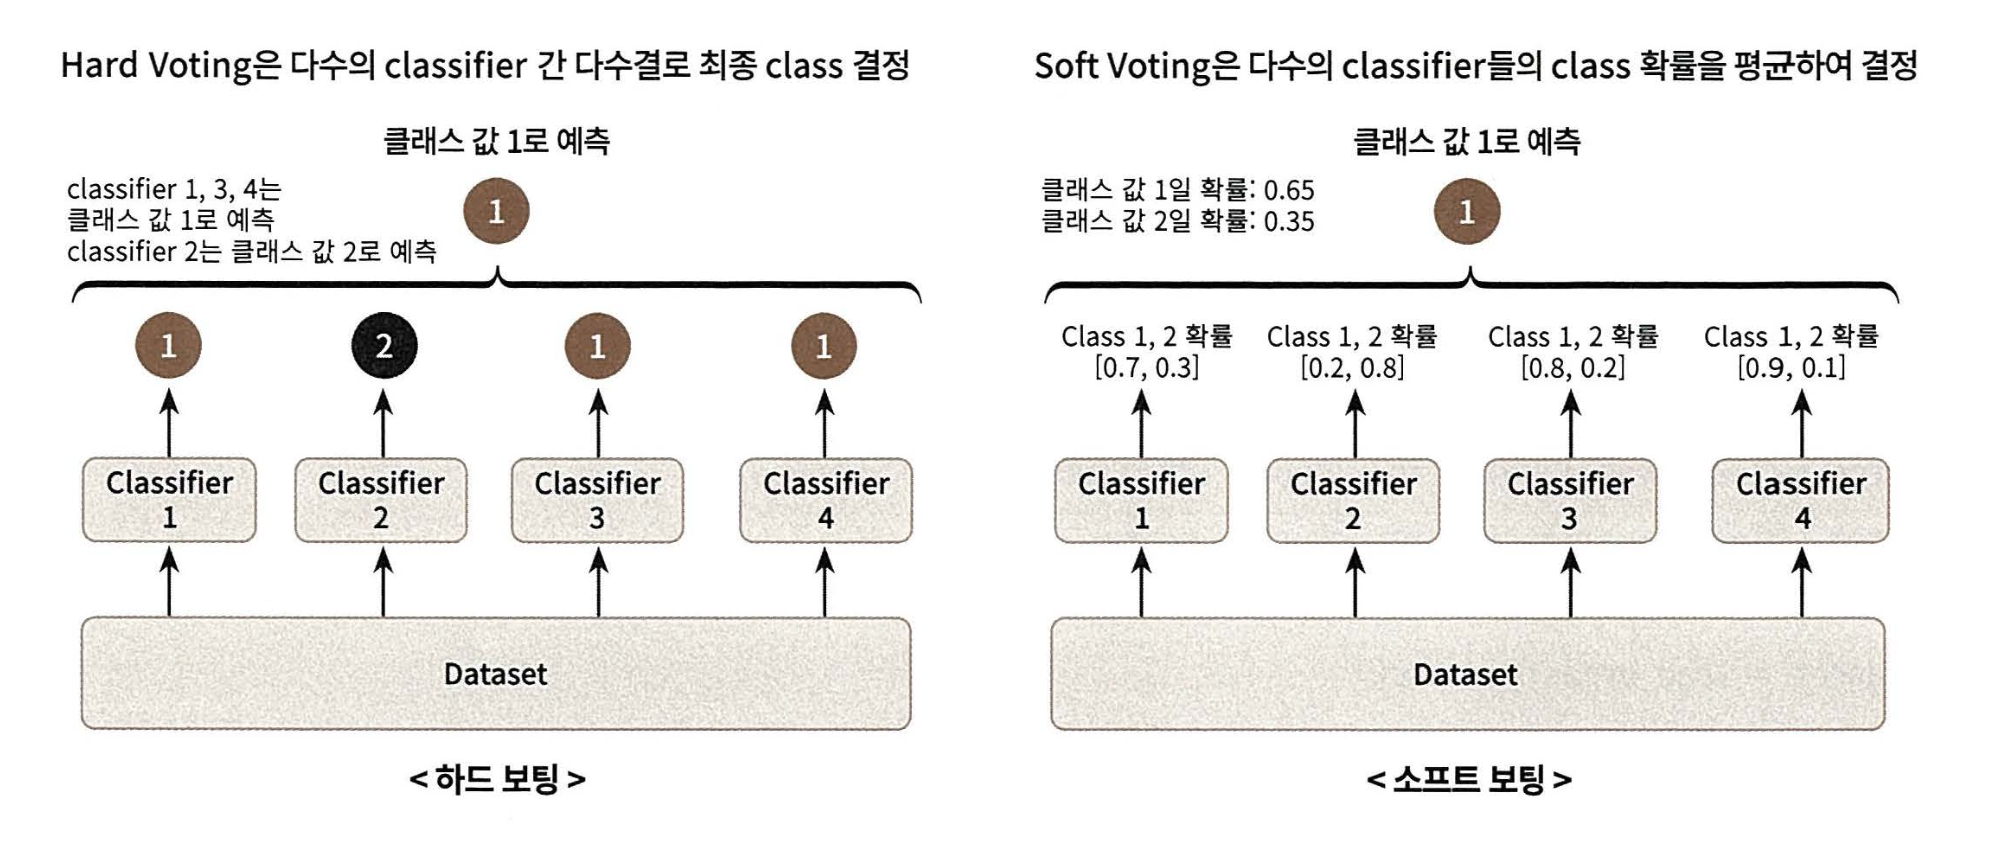 Hard Voting은 다수의 classifier 간 다수결로 최종 class 결정
클래스 값 1로 예측
classifier 1, 3, 4는
클래스 값 1로 예측
classifier 2는 클래스 값 2로 예측
1
1
2
1
1
Classifier
1
Classifier
2
Classifier
3
Classifier
4
Dataset
< 하드 보팅 >
Soft Voting은 다수의 classifier들의 class 확률을 평균하여 결정
클래스 값 1로 예측
클래스 값 1일 확률: 0.65
클래스 값 2일 확률: 0.35
1
Class 1, 2 확률
[0.7, 0.3]
Class 1, 2 확률
[0.2, 0.8]
Class 1, 2 확률
[0.8, 0.2]
Class 1, 2 확률
[0.9, 0.1]
Classifier
1
Classifier
2
Classifier
3
Classifier
4
Dataset
< 소프트 보팅 >